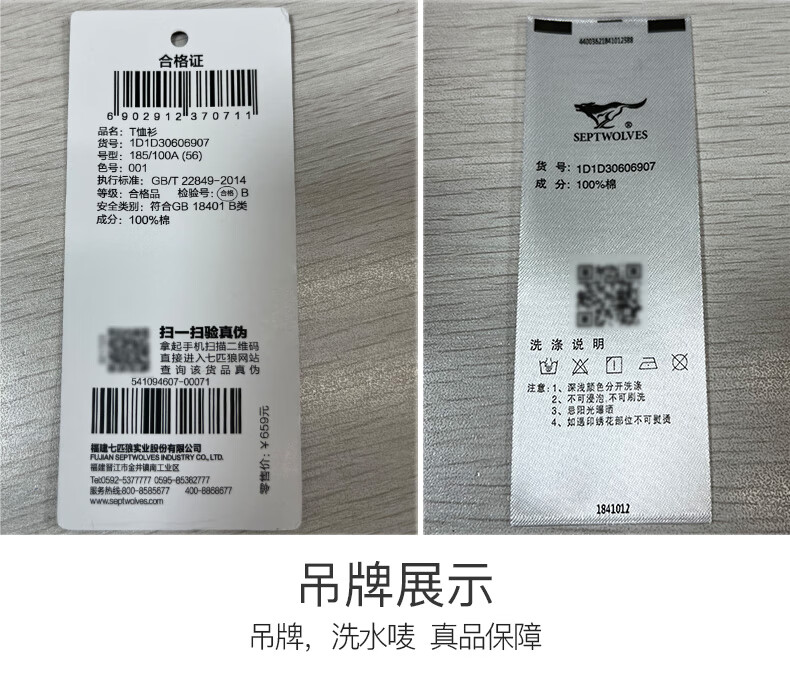 合格证
6 902912 370711
品名：T恤衫
货号：1D1D30606907
号型：185/100A (56)
色号：001
执行标准：GB/T 22849-2014
等级：合格品 检验号：合格 B
安全类别：符合GB 18401 B类
成分：100%棉
扫一扫验真伪
拿起手机扫描二维码
直接进入七匹狼网站
查询该货品真伪
541094607-00071
零售价：￥659元
福建七匹狼实业股份有限公司
FUJIAN SEPTWOLVES INDUSTRY CO., LTD.
福建晋江市金井镇南工业区
Tel:0592-5377777 0595-85362777
服务热线:800-8585677 400-8868677
www.septwolves.com
44003621841012988
SEPTWOLVES®
货 号：1D1D30606907
成 分：100%棉
洗涤说明
注意：1、深浅颜色分开洗涤
2、不可浸泡,不可刷洗
3、忌阳光曝晒
4、如遇印绣花部位不可熨烫
1841012
吊牌展示
吊牌，洗水唛 真品保障